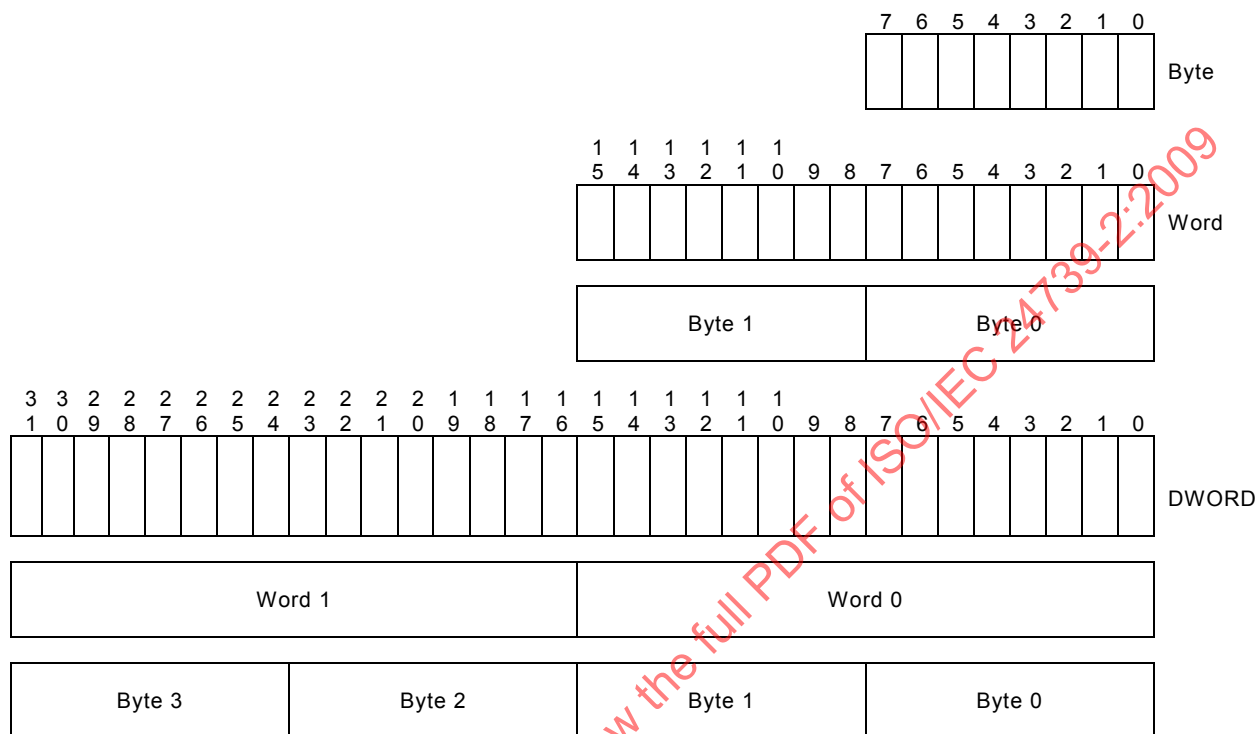 7 6 5 4 3 2 1 0
Byte
1 1 1 1 1 1
5 4 3 2 1 0 9 8 7 6 5 4 3 2 1 0
Word
Byte 1 Byte 0
3 3 2 2 2 2 2 2 2 2 2 2 1 1 1 1 1 1 1 1 1 1
1 0 9 8 7 6 5 4 3 2 1 0 9 8 7 6 5 4 3 2 1 0 9 8 7 6 5 4 3 2 1 0
DWORD
Word 1 Word 0
Byte 3 Byte 2 Byte 1 Byte 0
w the full PDF of ISO/IEC 24739-2:2009